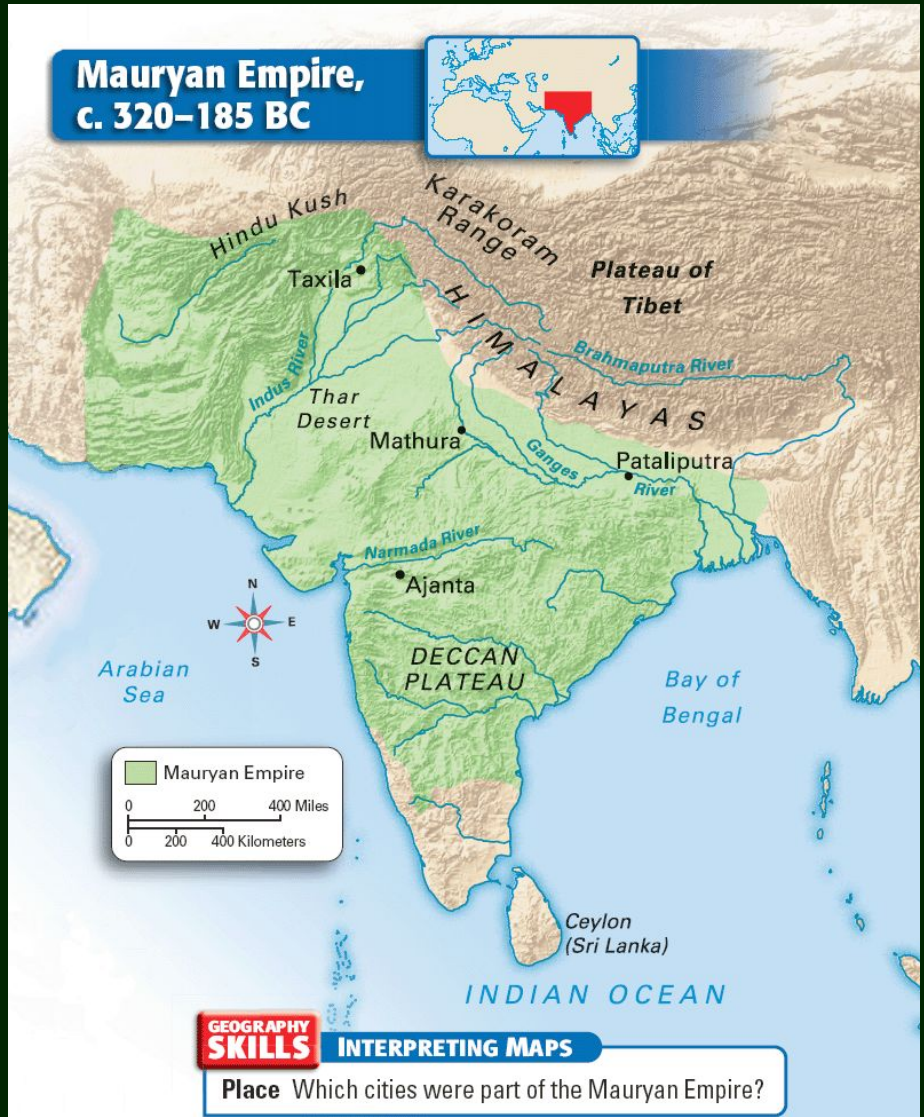 Mauryan Empire,
c. 320–185 BC
Hindu Kush
Karakoram
Range
Taxila
Plateau of
Tibet
HIMALAYAS
Indus River
Brahmaputra River
Thar
Desert
Mathura
Ganges
River
Pataliputra
Narmada River
Ajanta
N
W
E
S
DECCAN
PLATEAU
Arabian
Sea
Bay of
Bengal
Mauryan Empire
0 200 400 Miles
0 200 400 Kilometers
Ceylon
(Sri Lanka)
INDIAN OCEAN
GEOGRAPHY
SKILLS
INTERPRETING MAPS
Place Which cities were part of the Mauryan Empire?